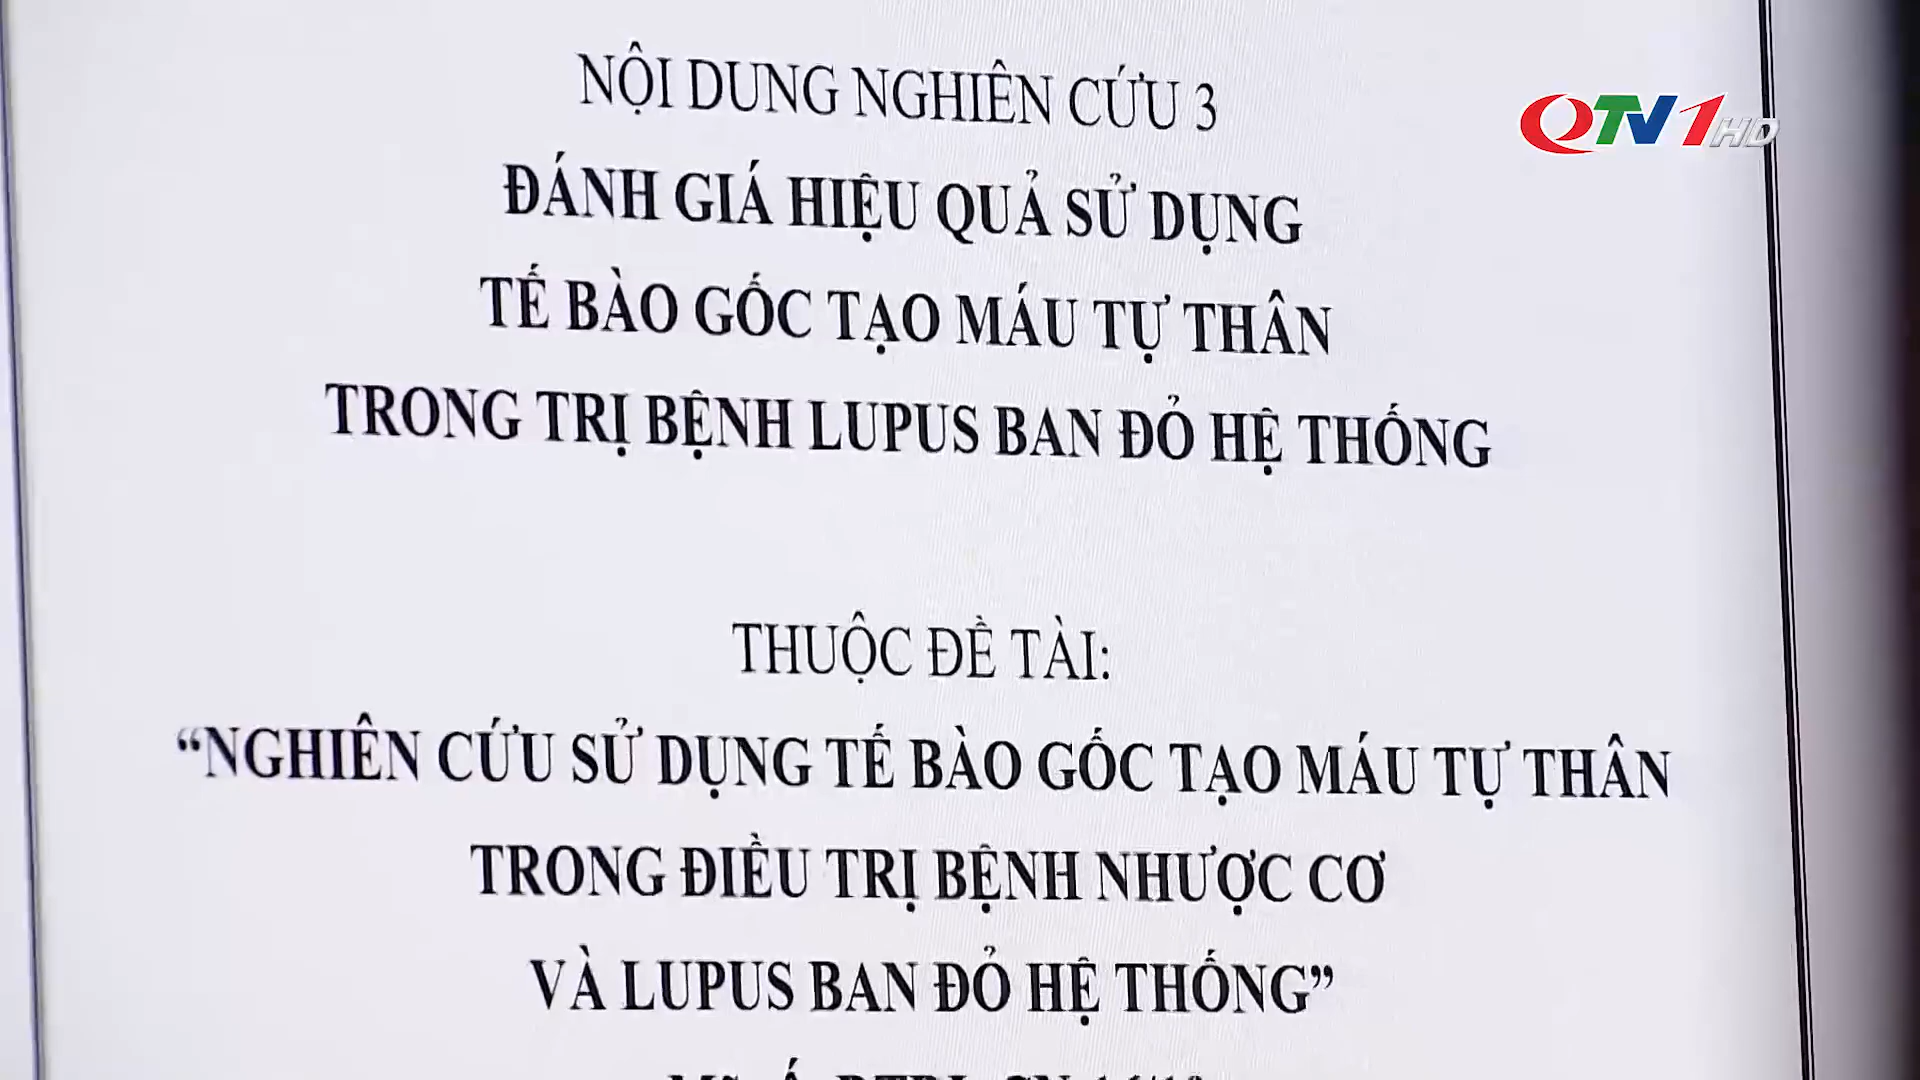 NỘI DUNG NGHIÊN CỨU 3
QTV1HD
ĐÁNH GIÁ HIỆU QUẢ SỬ DỤNG
TẾ BÀO GỐC TẠO MÁU TỰ THÂN
TRONG TRỊ BỆNH LUPUS BAN ĐỎ HỆ THỐNG
THUỘC ĐỀ TÀI:
“NGHIÊN CỨU SỬ DỤNG TẾ BÀO GỐC TẠO MÁU TỰ THÂN
TRONG ĐIỀU TRỊ BỆNH NHƯỢC CƠ
VÀ LUPUS BAN ĐỎ HỆ THỐNG”